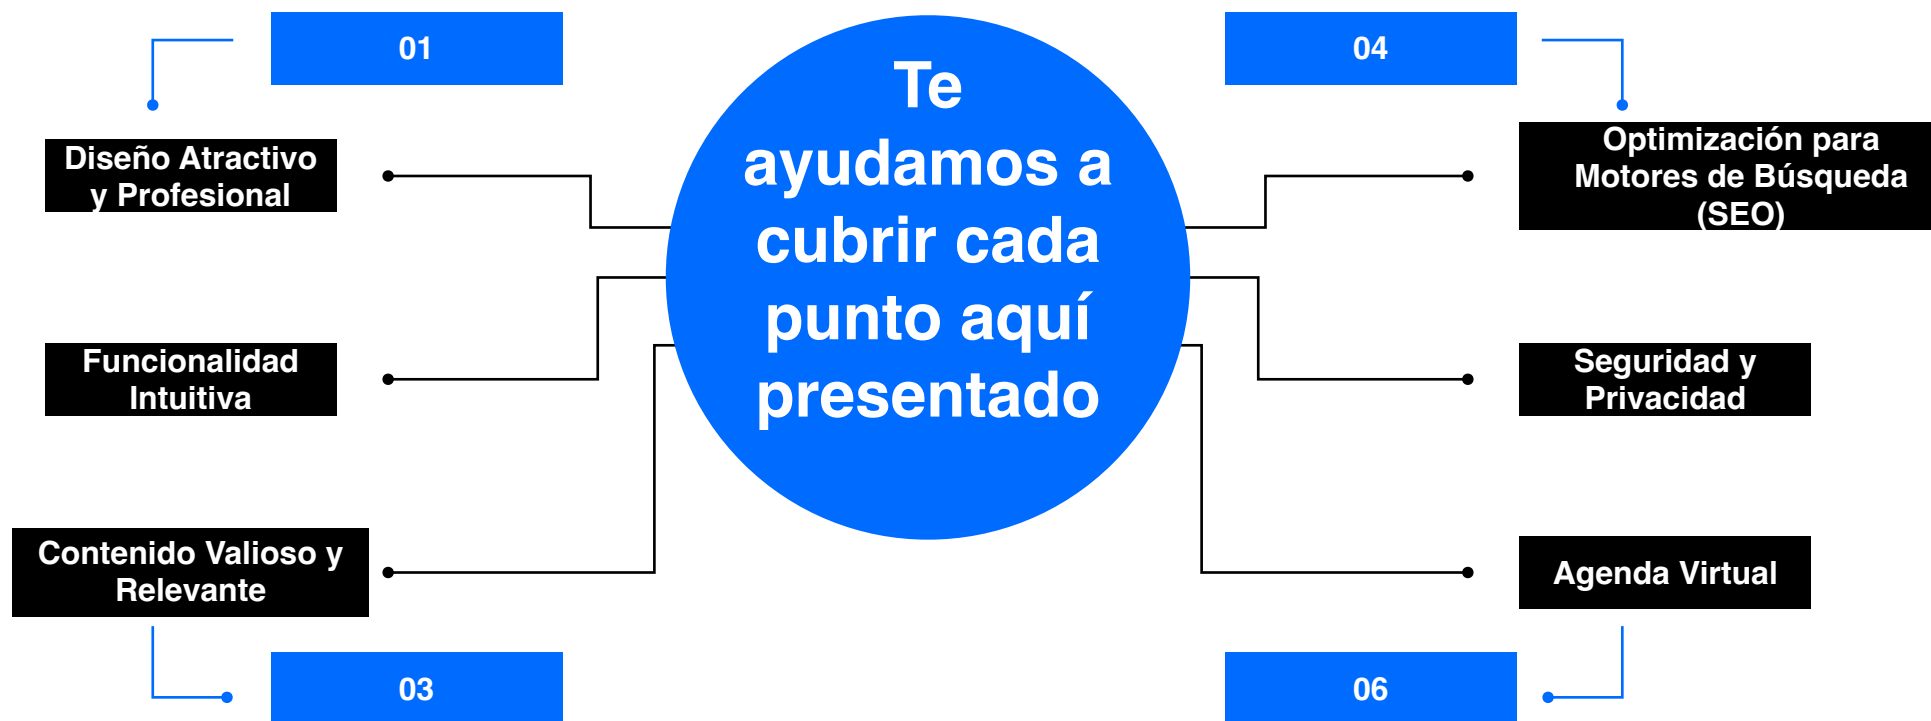 01
Diseño Atractivo
y Profesional
Funcionalidad
Intuitiva
Contenido Valioso y
Relevante
03
Te
ayudamos a
cubrir cada
punto aquí
presentado
04
Optimización para
Motores de Búsqueda
(SEO)
Seguridad y
Privacidad
Agenda Virtual
06